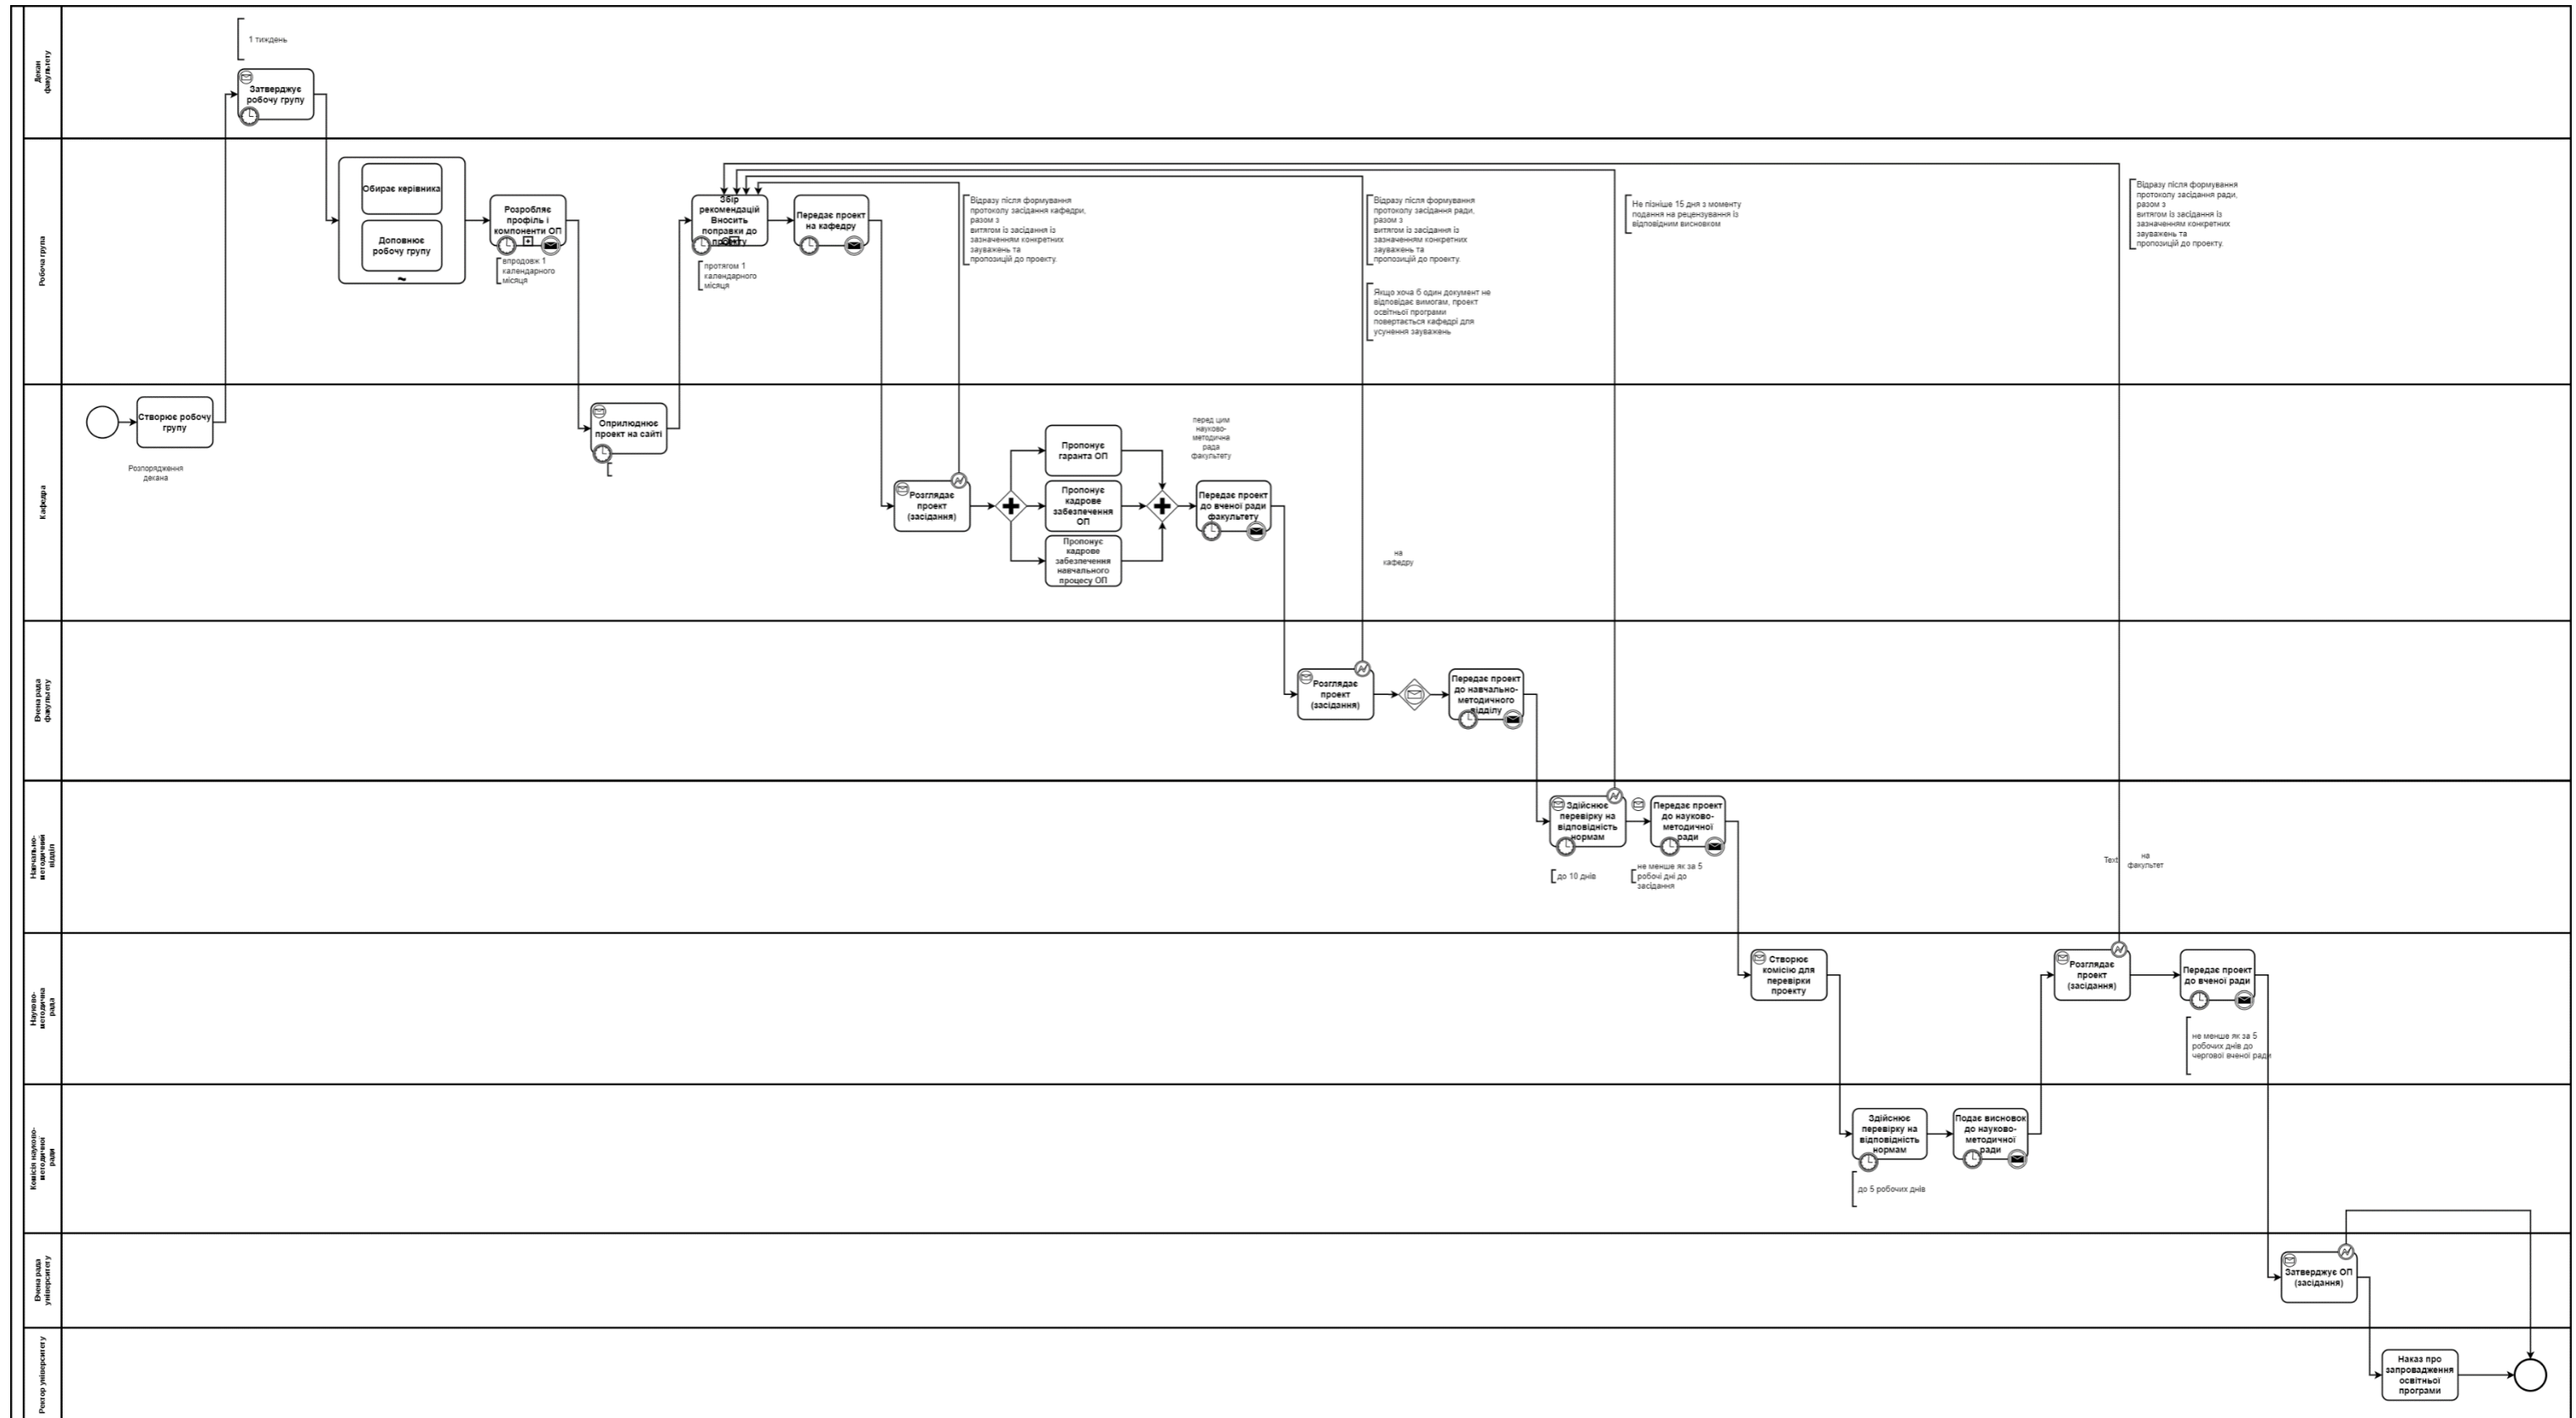 Декан
факультету
1 тиждень
Затверджує
робочу групу
Робоча група
Обирає керівника
Доповнює
робочу групу
Розробляє
профіль і
компоненти ОП
впродовж 1
календарного
місяця
Збір
рекомендацій
Вносить
поправки до
проекту
протягом 1
календарного
місяця
Передає проект
на кафедру
Відразу після формування
протоколу засідання кафедри,
разом з
витягом із засідання із
зазначенням конкретних
зауважень та
пропозицій до проекту.
Відразу після формування
протоколу засідання ради,
разом з
витягом із засідання із
зазначенням конкретних
зауважень та
пропозицій до проекту.
Якщо хоча б один документ не
відповідає вимогам, проект
освітньої програми
повертається кафедрі для
усунення зауважень
Не пізніше 15 дня з моменту
подання на рецензування із
відповідним висновком
Відразу після формування
протоколу засідання ради,
разом з
витягом із засідання із
зазначенням конкретних
зауважень та
пропозицій до проекту.
Кафедра
Створює робочу
групу
Розпорядження
декана
Оприлюднює
проект на сайті
Розглядає
проект
(засідання)
Пропонує
гаранта ОП
Пропонує
кадрове
забезпечення
ОП
Пропонує
кадрове
забезпечення
навчального
процесу ОП
перед цим
науково-
методична
рада
факультету
Передає проект
до вченої ради
факультету
на
кафедру
Вчена рада
факультету
Розглядає
проект
(засідання)
Передає проект
до навчально-
методичного
відділу
Навчально-
методичний
відділ
Здійснює
перевірку на
відповідність
нормам
до 10 днів
Передає проект
до науково-
методичної
ради
не менше як за 5
робочі дні до
засідання
Text
на
факультет
Науково-
методична
рада
Створює
комісію для
перевірки
проекту
Розглядає
проект
(засідання)
Передає проект
до вченої ради
не менше як за 5
робочих днів до
чергової вченої ради
Комісія науково-
методичної
ради
Здійснює
перевірку на
відповідність
нормам
до 5 робочих днів
Подає висновок
до науково-
методичної
ради
Вчена рада
університету
Затверджує ОП
(засідання)
Ректор університету
Наказ про
запровадження
освітньої
програми